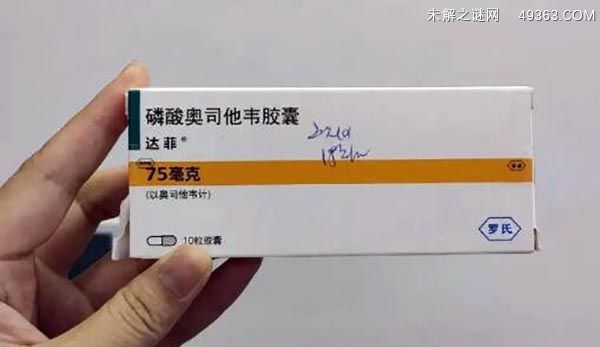 未解之谜网 49363.COM
磷酸奥司他韦胶囊
达菲®
75毫克
(以奥司他韦计)
10粒胶囊
罗氏